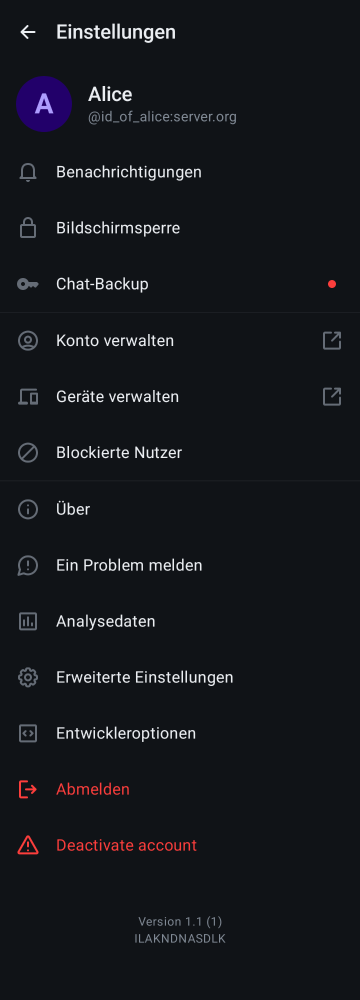 Einstellungen
A
Alice
@id_of_alice:server.org
Benachrichtigungen
Bildschirmsperre
Chat-Backup
Konto verwalten
Geräte verwalten
Blockierte Nutzer
Über
Ein Problem melden
Analysedaten
Erweiterte Einstellungen
Entwickleroptionen
Abmelden
Deactivate account
Version 1.1 (1)
ILAKNDNASDLK